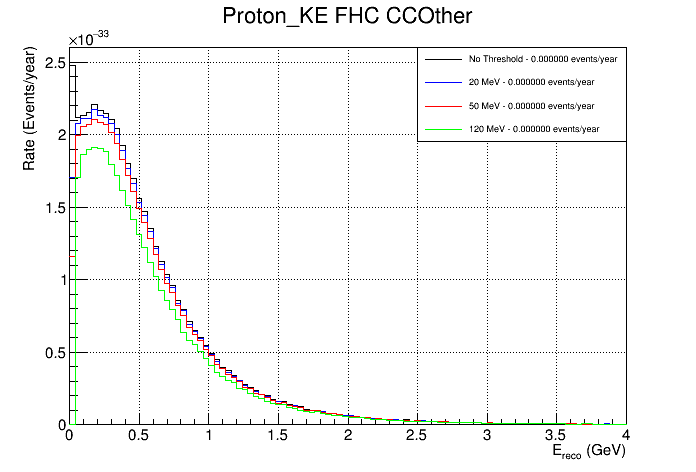 Proton_KE FHC CCOther
×10⁻³³
Rate (Events/year)
No Threshold - 0.000000 events/year
20 MeV - 0.000000 events/year
50 MeV - 0.000000 events/year
120 MeV - 0.000000 events/year
2.5
2
1.5
1
0.5
0
0 0.5 1 1.5 2 2.5 3 3.5 4
E_reco (GeV)